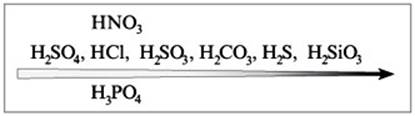 HNO₃
H₂SO₄, HCl, H₂SO₃, H₂CO₃, H₂S, H₂SiO₃
H₃PO₄